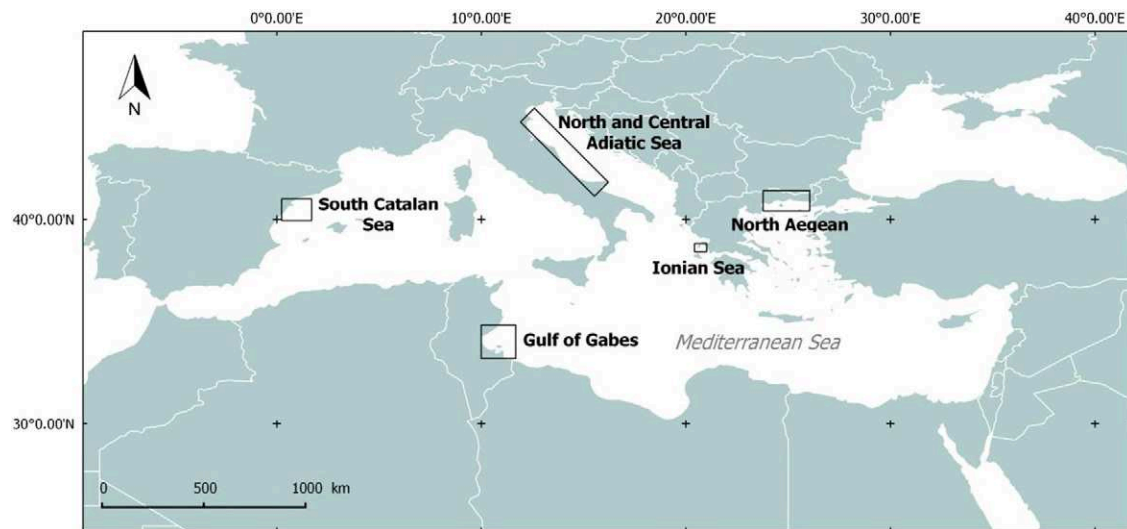 0°0.00'E 10°0.00'E 20°0.00'E 30°0.00'E 40°0.00'E
N
North and Central
Adiatic Sea
South Catalan
Sea
40°0.00'N
North Aegean
Ionian Sea
Gulf of Gabes
Mediterranean Sea
30°0.00'N
0 500 1000 km